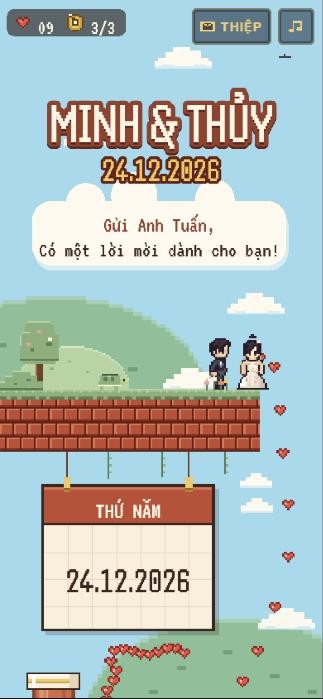 09
3/3
THIỆP
MINH & THỦY
24.12.2026
Gửi Anh Tuấn,
Có một lời mời dành cho bạn!
THỨ NĂM
24.12.2026